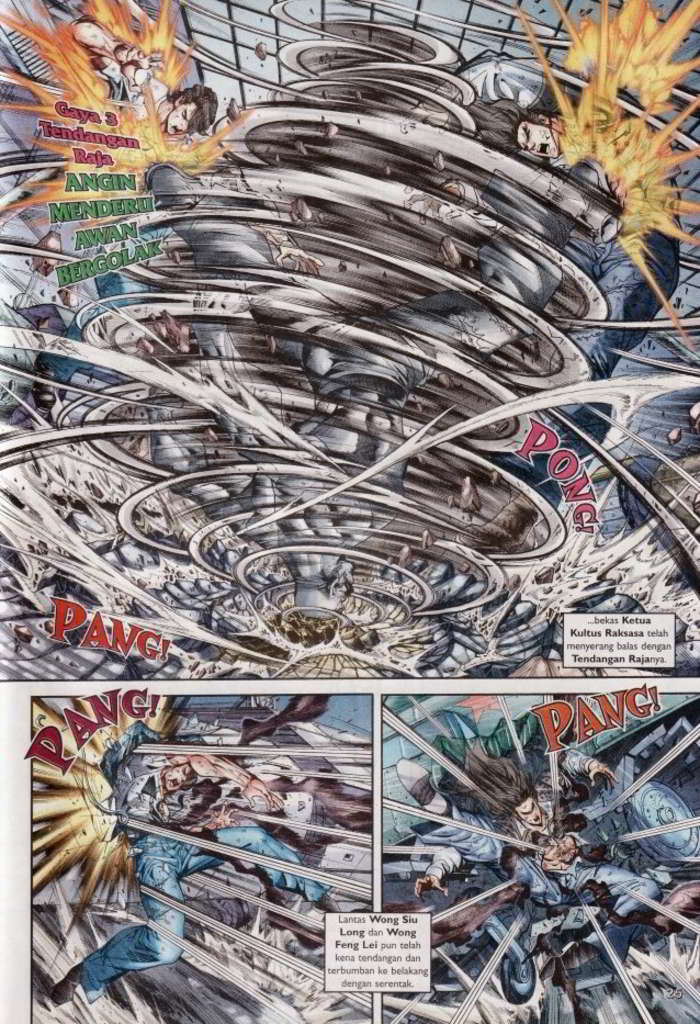 Gaya 3
Tendangan
Raja
ANGIN
MENDERU
AWAN
BERGOLAK
PONG!
PANG!
...bekas Ketua
Kultus Raksasa telah
menyerang balas dengan
Tendangan Rajanya.
PANG!
PANG!
Lantas Wong Siu
Long dan Wong
Feng Lei pun telah
kena tendangan dan
terbumban ke belakang
dengan serentak.
25